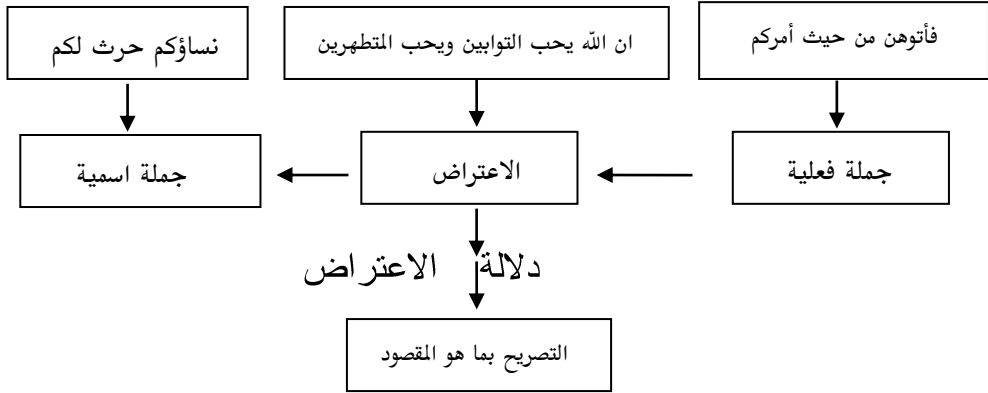 فأتوهن من حيث أمركم
ان الله يحب التوابين ويحب المتطهرين
نساؤكم حرث لكم
جملة فعلية
الاعتراض
جملة اسمية
دلالة الاعتراض
التصريح بما هو المقصود